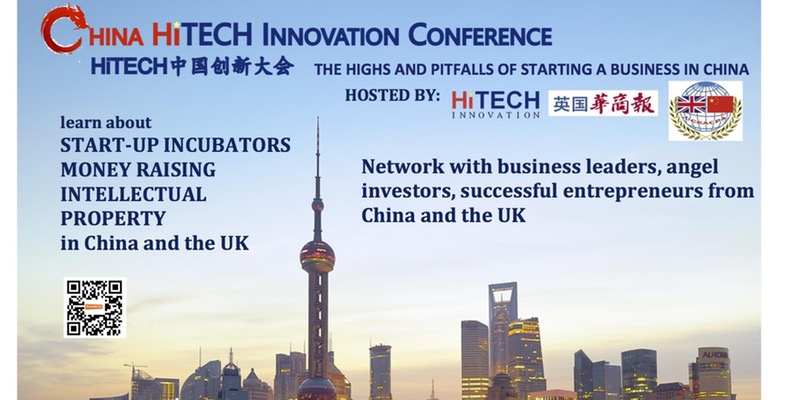 CHINA HiTECH INNOVATION CONFERENCE
HiTECH中国创新大会
THE HIGHS AND PITFALLS OF STARTING A BUSINESS IN CHINA
HOSTED BY:
HiTECH
INNOVATION
英国華商報
learn about
START-UP INCUBATORS
MONEY RAISING
INTELLECTUAL
PROPERTY
in China and the UK
Network with business leaders, angel
investors, successful entrepreneurs from
China and the UK
AURORA